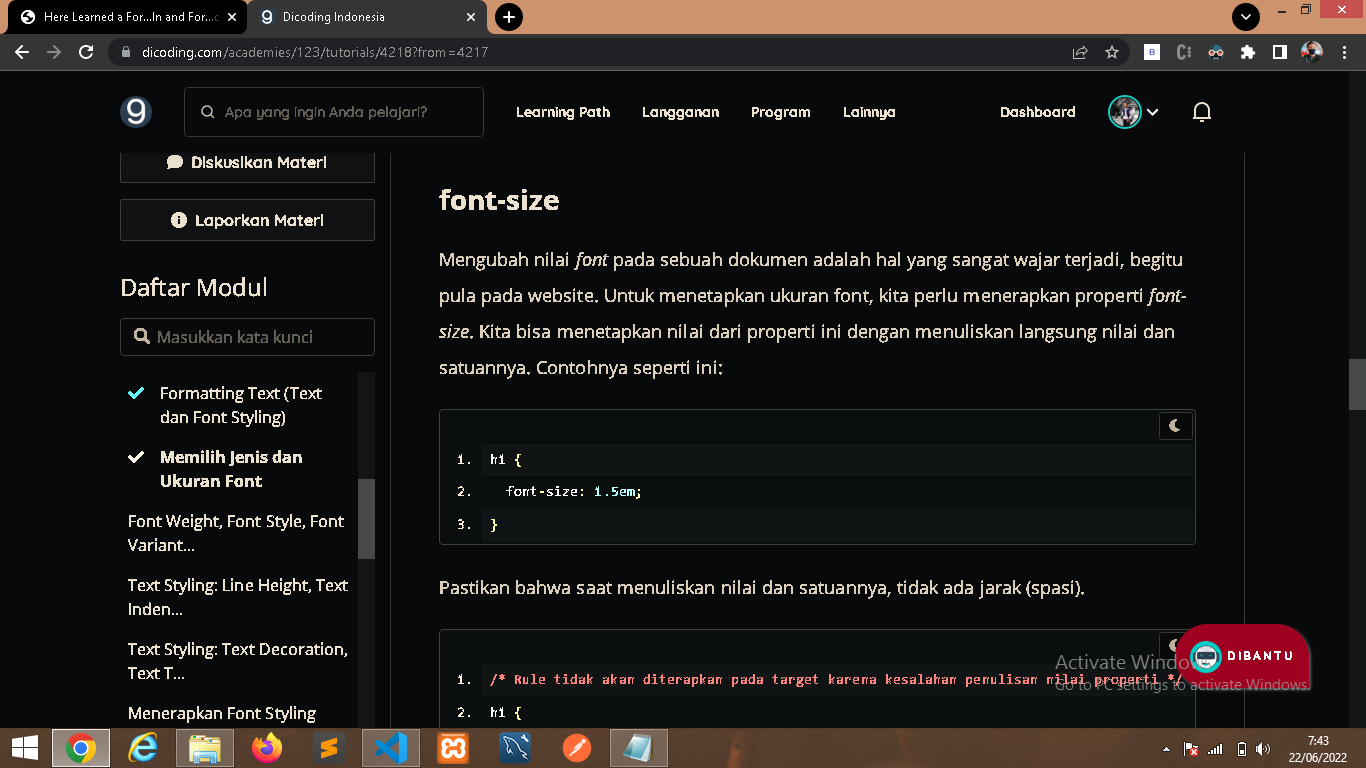 Here Learned a For...In and For...
Dicoding Indonesia
dicoding.com/academies/123/tutorials/4218?from=4217
Apa yang ingin Anda pelajari?
Learning Path
Langganan
Program
Lainnya
Dashboard
Diskusikan Materi
Laporkan Materi
Daftar Modul
Masukkan kata kunci
Formatting Text (Text
dan Font Styling)
Memilih Jenis dan
Ukuran Font
Font Weight, Font Style, Font
Variant...
Text Styling: Line Height, Text
Inden...
Text Styling: Text Decoration,
Text T...
Menerapkan Font Styling
font-size
Mengubah nilai font pada sebuah dokumen adalah hal yang sangat wajar terjadi, begitu
pula pada website. Untuk menetapkan ukuran font, kita perlu menerapkan properti font-
size. Kita bisa menetapkan nilai dari properti ini dengan menuliskan langsung nilai dan
satuannya. Contohnya seperti ini:
1. h1 {
2. font-size: 1.5em;
3. }
Pastikan bahwa saat menuliskan nilai dan satuannya, tidak ada jarak (spasi).
1. /* Rule tidak akan diterapkan pada target karena kesalahan penulisan nilai properti */
2. h1 {
DIBANTU
Activate Windo
Go to PC settings to activate Windows.
7:43
22/06/2022